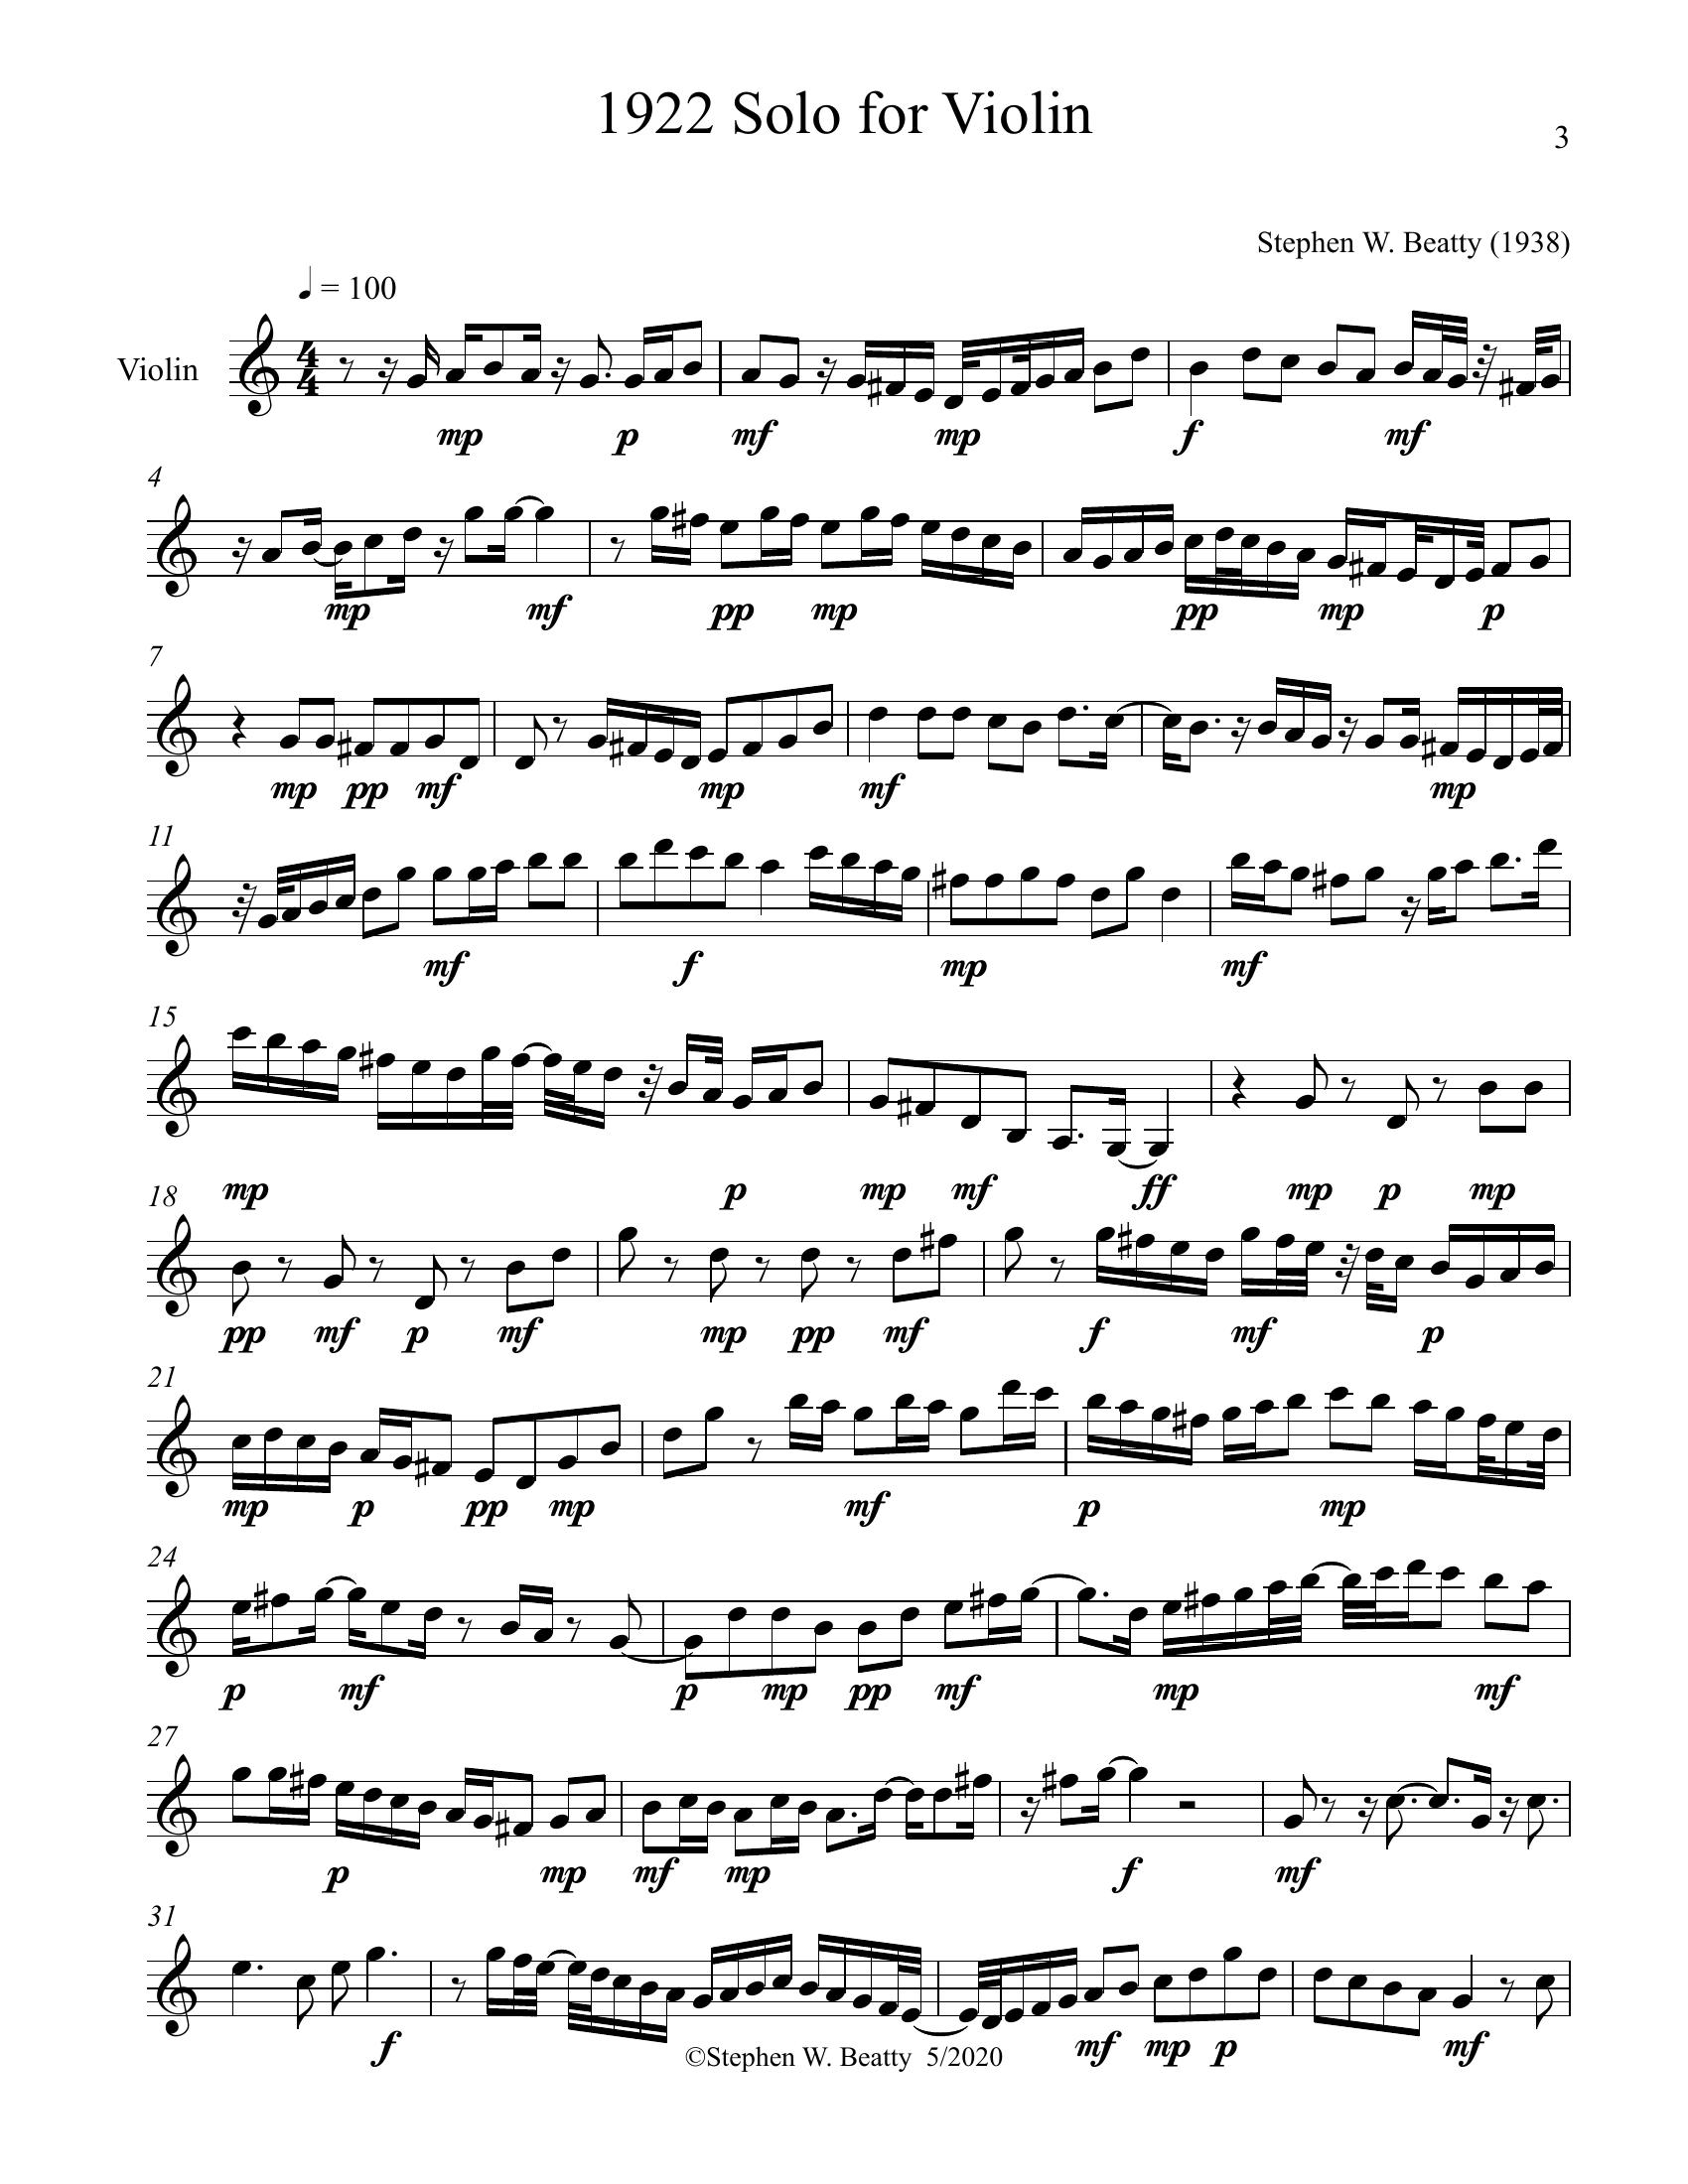 1922 Solo for Violin
3
Stephen W. Beatty (1938)
= 100
Violin
4
4
mp p mf mp f mf
4
mp mf pp mp pp mp p
7
mp pp mf mp mf mp
11
mf f mp mf
15
mp p mp mf ff mp p mp
18
pp mf p mf mp pp mf f mf p
21
mp p pp mp mf p mp
24
p mf p mp pp mf mp mf
27
p mp mf mp f mf
31
f mf mp p mf
©Stephen W. Beatty 5/2020